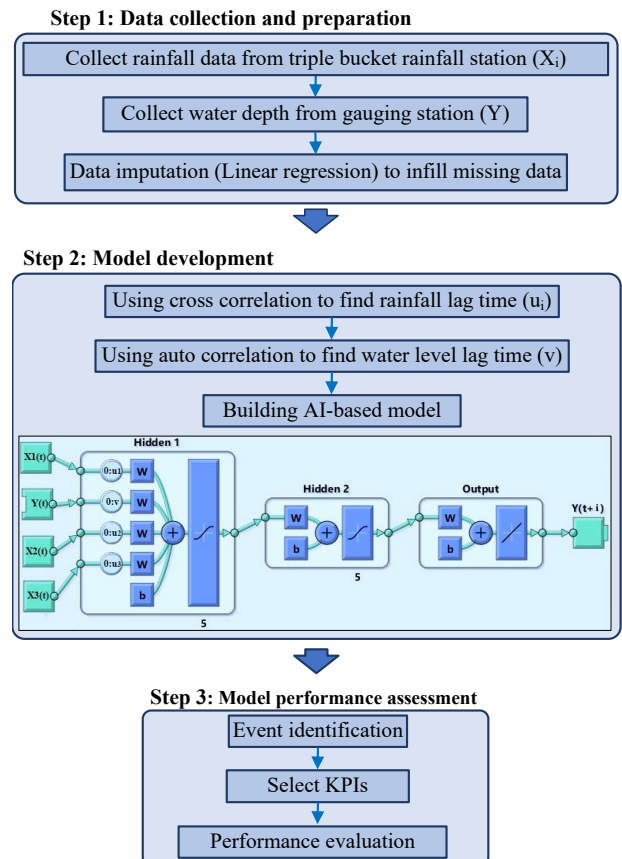 Step 1: Data collection and preparation
Collect rainfall data from triple bucket rainfall station (Xᵢ)
Collect water depth from gauging station (Y)
Data imputation (Linear regression) to infill missing data
Step 2: Model development
Using cross correlation to find rainfall lag time (uᵢ)
Using auto correlation to find water level lag time (v)
Building AI-based model
Hidden 1
X1(t)
0:u1
W
Y(t)
0:v
W
X2(t)
0:u2
W
X3(t)
0:u3
W
b
+
5
Hidden 2
W
b
+
5
Output
W
b
+
Y(t+i)
Step 3: Model performance assessment
Event identification
Select KPIs
Performance evaluation